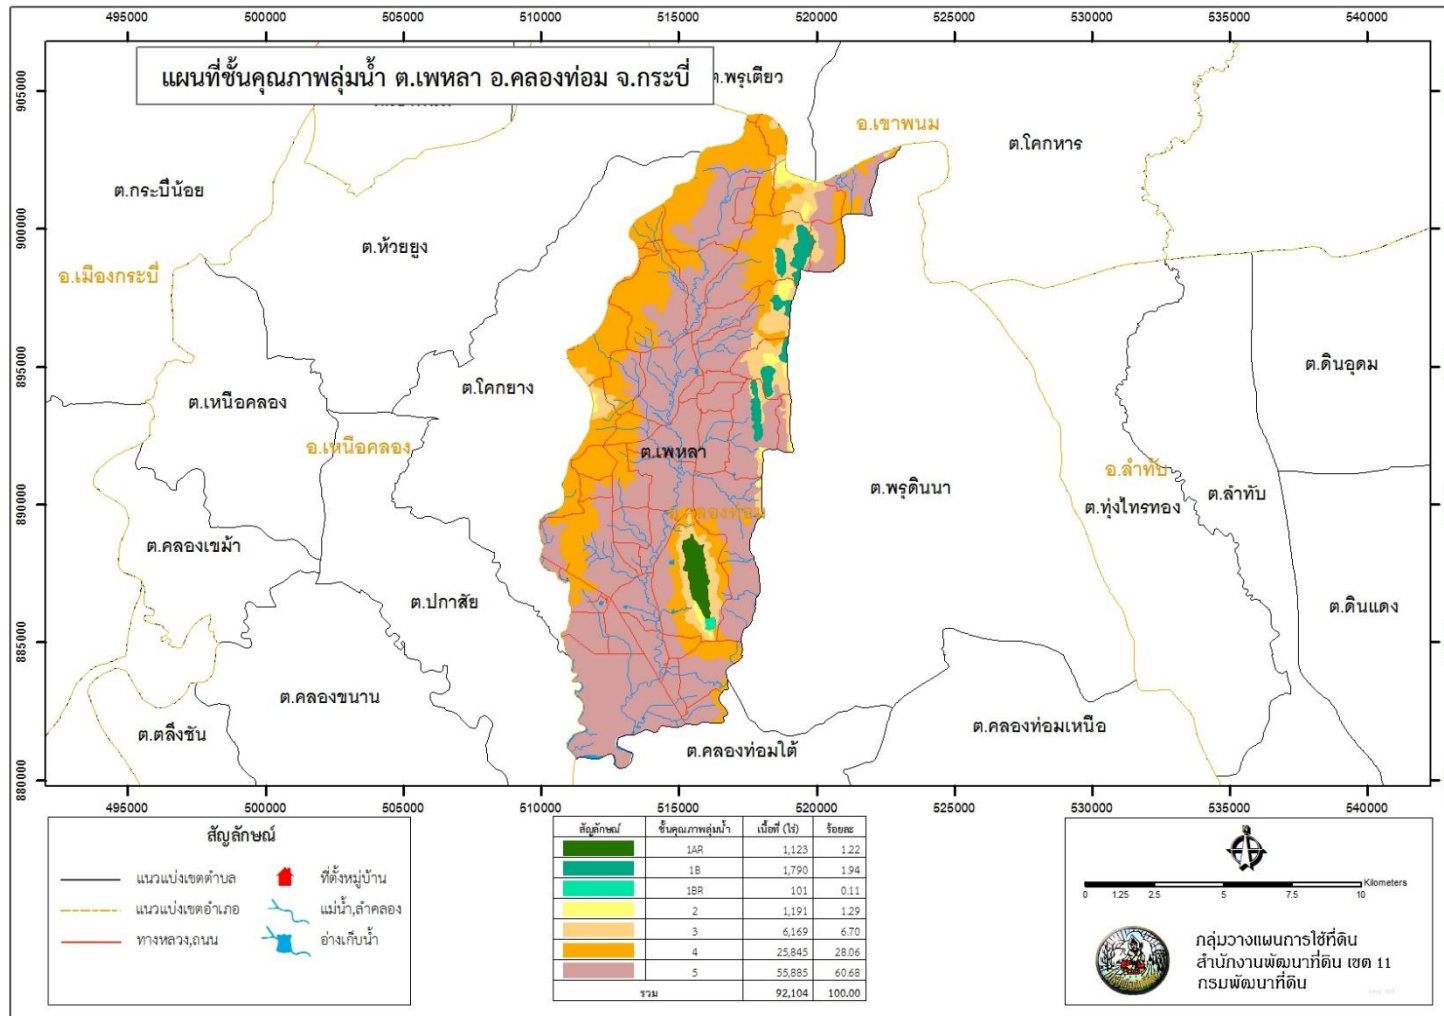 495000 500000 505000 510000 515000 520000 525000 530000 535000 540000
แผนที่ชั้นคุณภาพลุ่มน้ำ ต.เพหลา อ.คลองท่อม จ.กระบี่
ต.พรุเตียว
905000
อ.เขาพนม
ต.โคกหาร
ต.กระบี่น้อย
900000
900000
ต.ห้วยยูง
อ.เมืองกระบี่
895000
895000
ต.โคกยาง
ต.ดินอุดม
ต.เหนือคลอง
อ.เหนือคลอง
ต.เพหลา
อ.ลำทับ
ต.พรุดินนา
ต.ลำทับ
890000
890000
ต.ทุ่งไทรทอง
อ.คลองท่อม
ต.คลองเขม้า
ต.ปกาสัย
ต.ดินแดง
885000
885000
ต.คลองขนาน
ต.คลองท่อมเหนือ
ต.ตลิ่งชัน
ต.คลองท่อมใต้
880000
880000
495000 500000 505000 510000 515000 520000 525000 530000 535000 540000
สัญลักษณ์
แนวแบ่งเขตตำบล ที่ตั้งหมู่บ้าน
แนวแบ่งเขตอำเภอ แม่น้ำ,ลำคลอง
ทางหลวง,ถนน อ่างเก็บน้ำ
สัญลักษณ์ ชั้นคุณภาพลุ่มน้ำ เนื้อที่ (ไร่) ร้อยละ
1AR 1,123 1.22
1B 1,790 1.94
1BR 101 0.11
2 1,191 1.29
3 6,169 6.70
4 25,845 28.06
5 55,885 60.68
รวม 92,104 100.00
Kilometers
0 1.25 2.5 5 7.5 10
กลุ่มวางแผนการใช้ที่ดิน
สำนักงานพัฒนาที่ดิน เขต 11
กรมพัฒนาที่ดิน